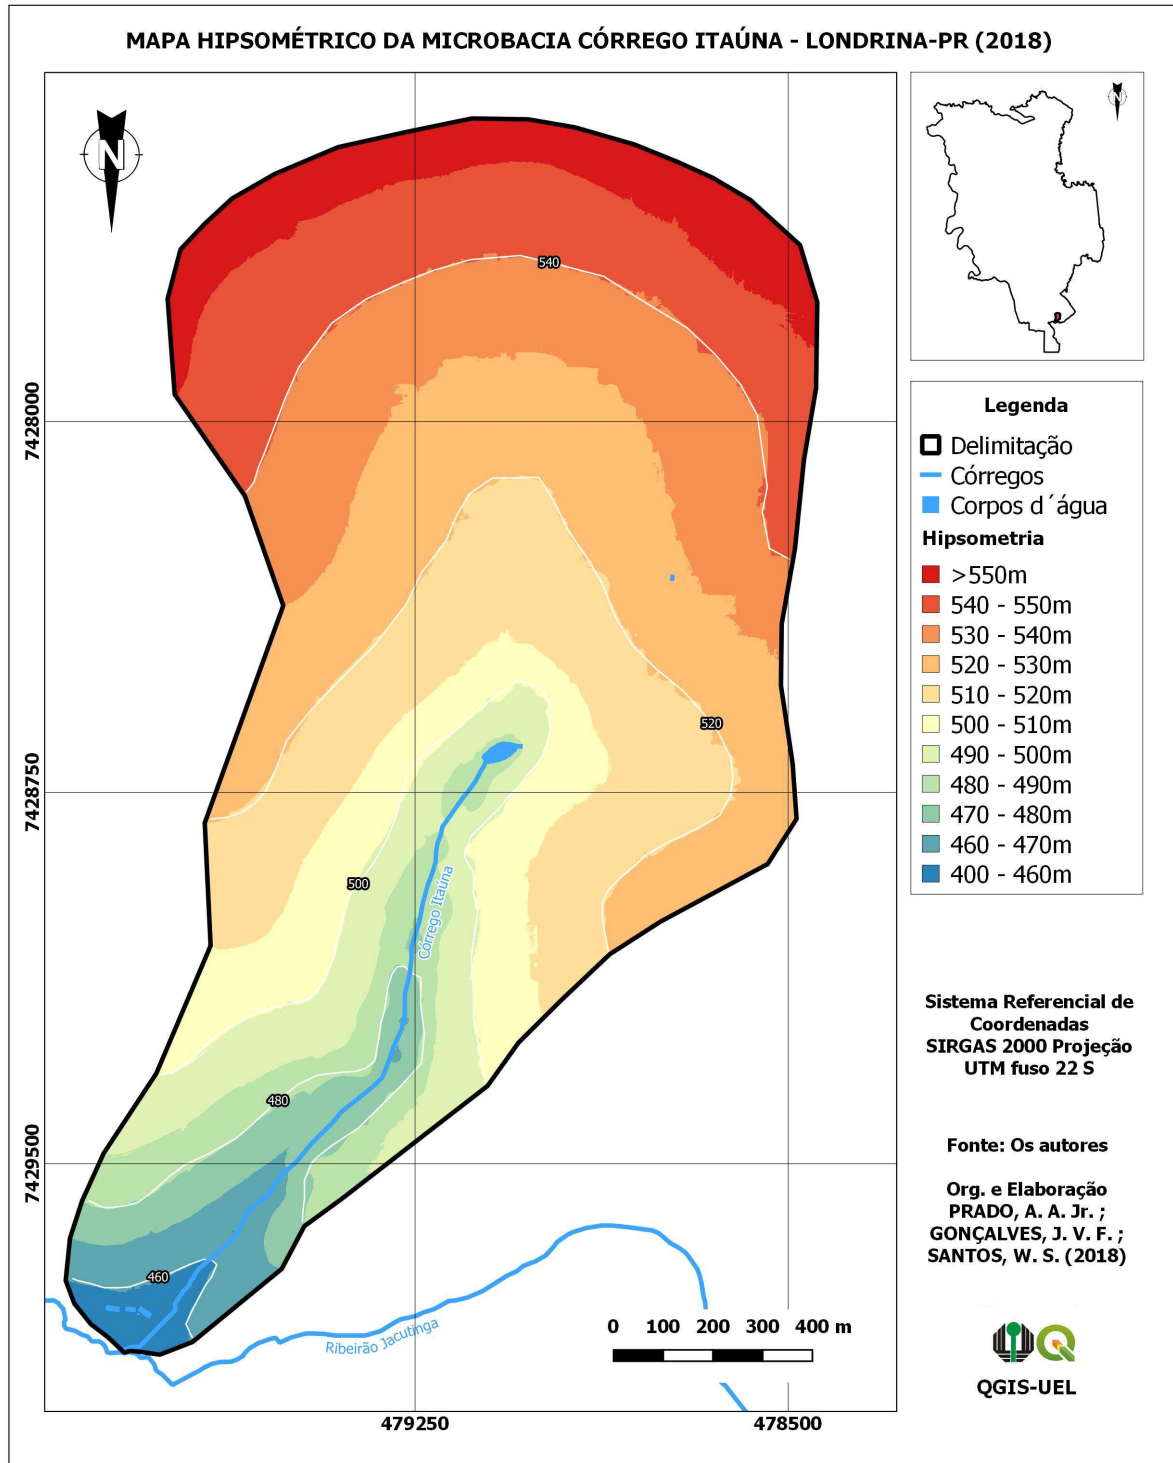 MAPA HIPSOMÉTRICO DA MICROBACIA CÓRREGO ITAÚNA - LONDRINA-PR (2018)
N
N
540
7428000
520
7428750
500
Córrego Itaúna
480
7429500
460
Ribeirão Jacutinga
0 100 200 300 400 m
479250
478500
Legenda
Delimitação
Córregos
Corpos d´água
Hipsometria
>550m
540 - 550m
530 - 540m
520 - 530m
510 - 520m
500 - 510m
490 - 500m
480 - 490m
470 - 480m
460 - 470m
400 - 460m
Sistema Referencial de
Coordenadas
SIRGAS 2000 Projeção
UTM fuso 22 S
Fonte: Os autores
Org. e Elaboração
PRADO, A. A. Jr. ;
GONÇALVES, J. V. F. ;
SANTOS, W. S. (2018)
QGIS-UEL